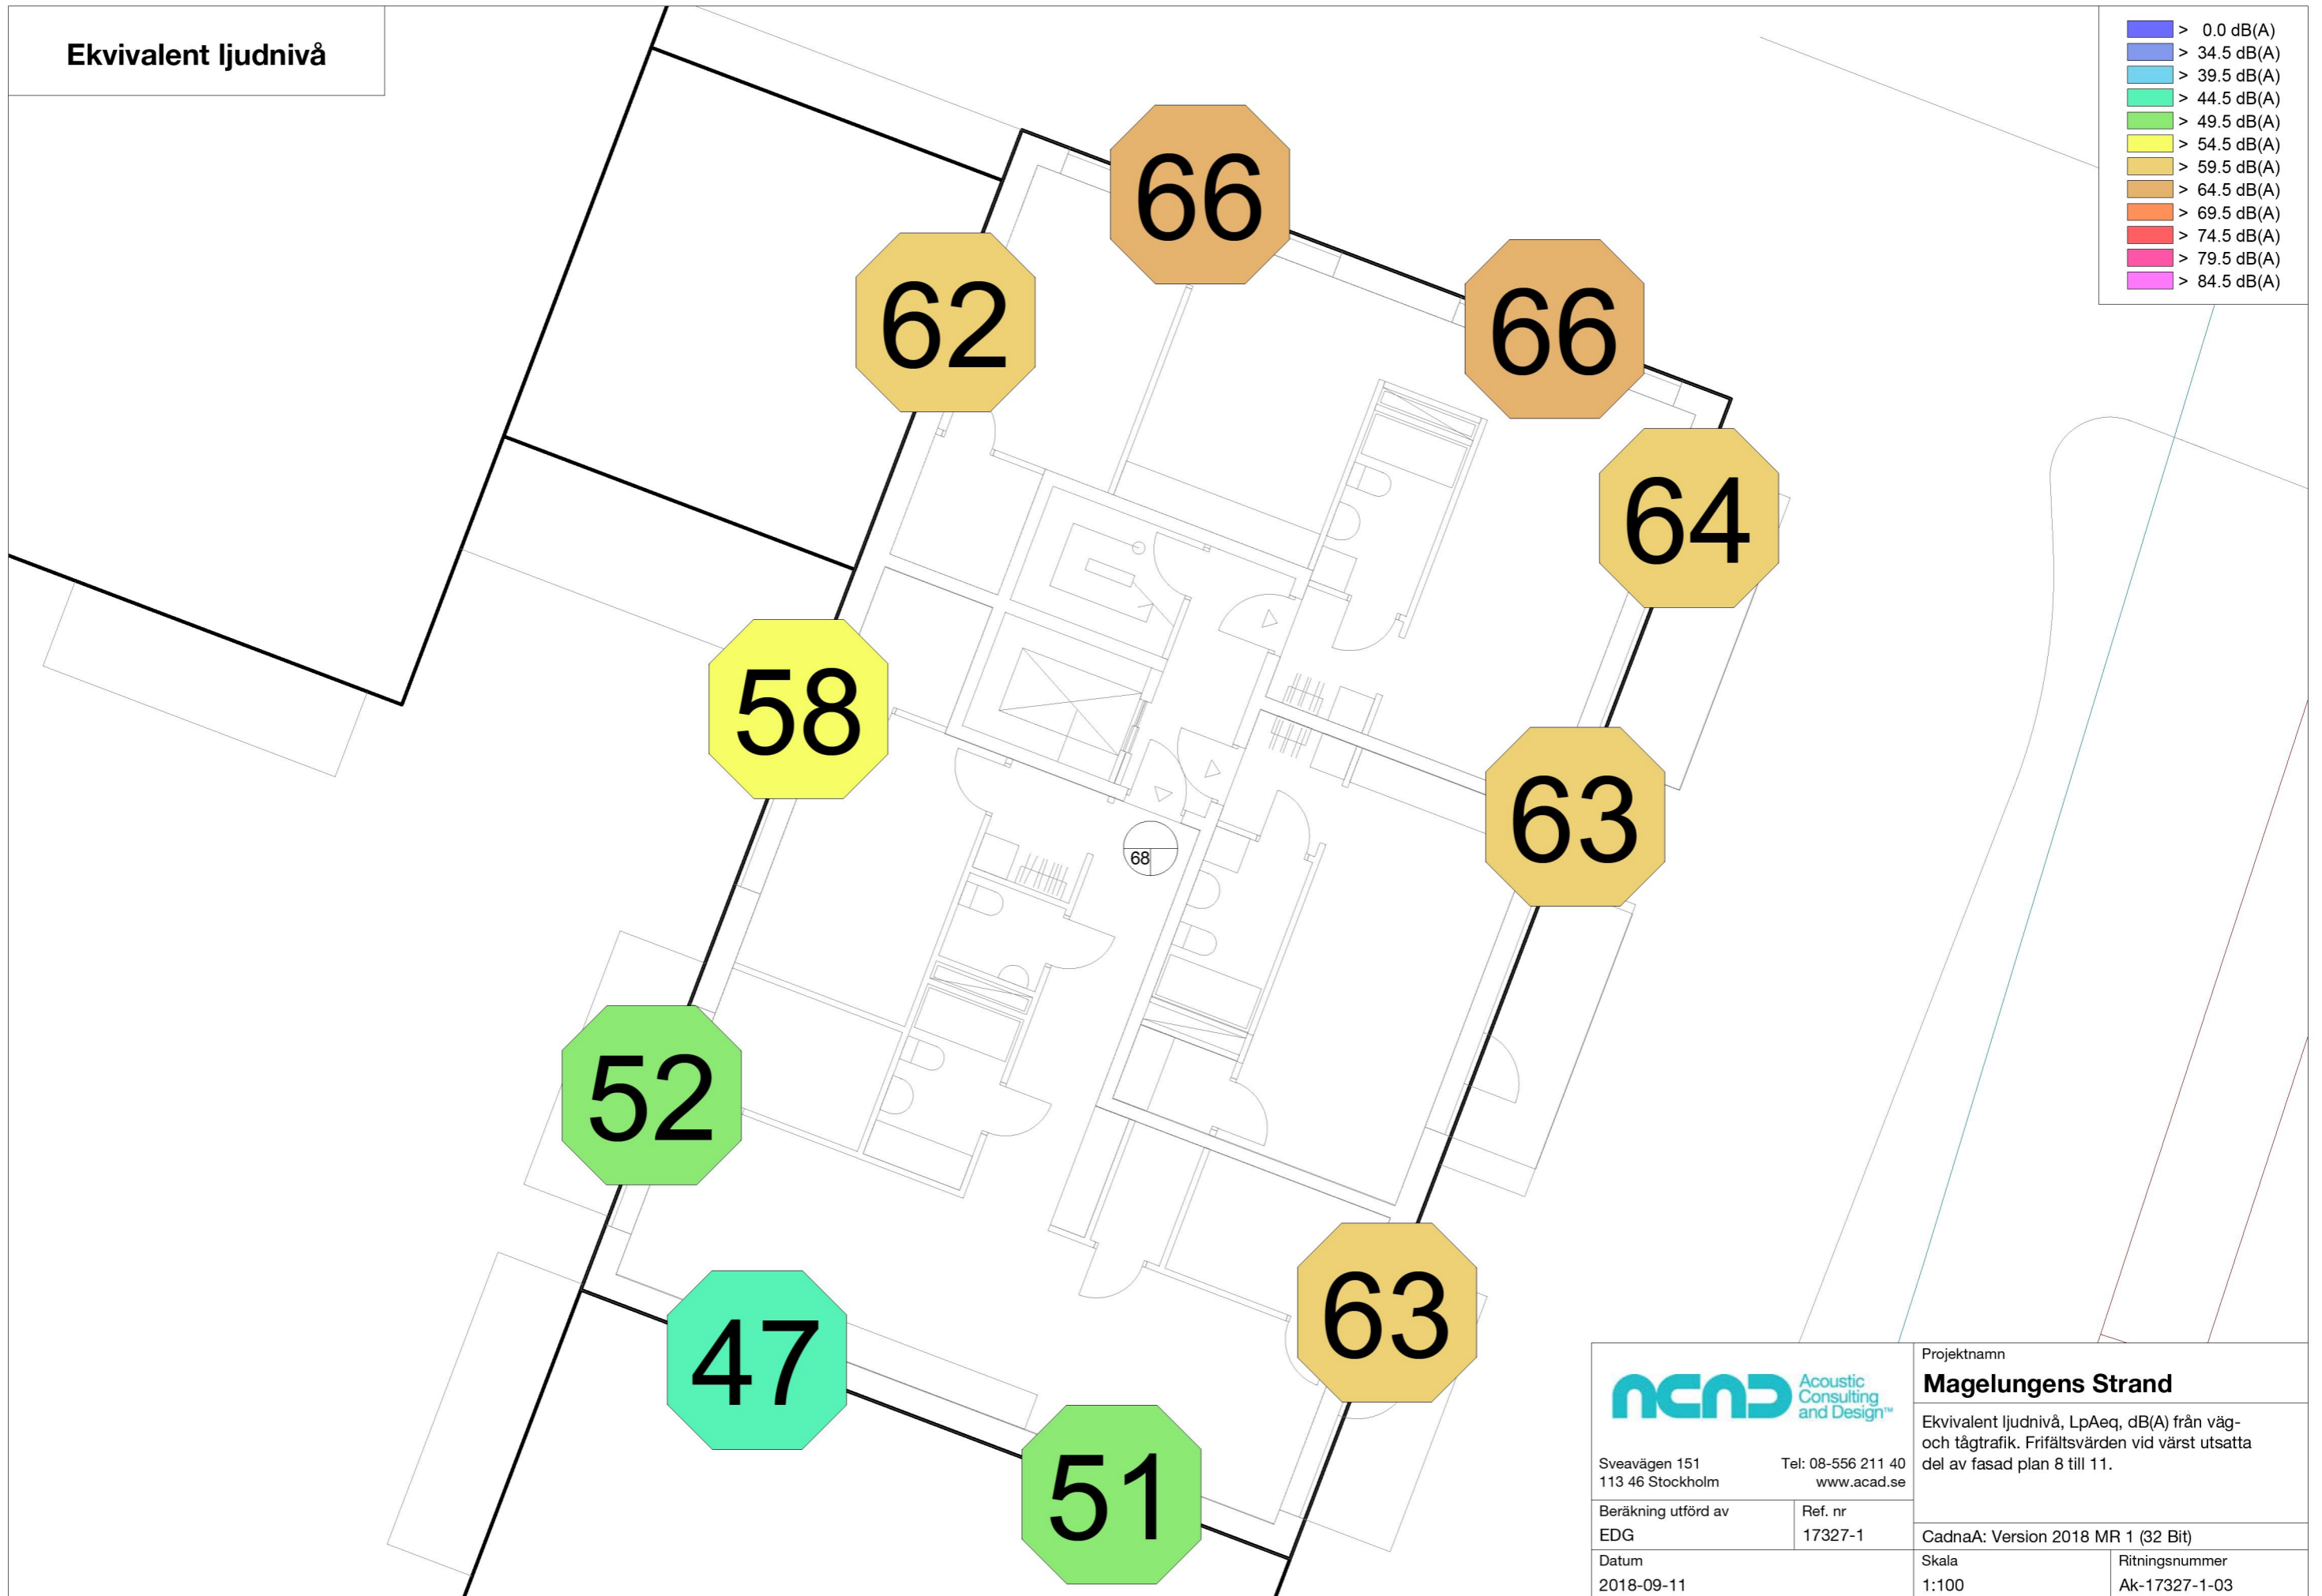 Ekvivalent ljudnivå
> 0.0 dB(A)
> 34.5 dB(A)
> 39.5 dB(A)
> 44.5 dB(A)
> 49.5 dB(A)
> 54.5 dB(A)
> 59.5 dB(A)
> 64.5 dB(A)
> 69.5 dB(A)
> 74.5 dB(A)
> 79.5 dB(A)
> 84.5 dB(A)
66
62
66
64
58
63
68
52
63
47
51
acad Acoustic
Consulting
and Design™
Sveavägen 151 Tel: 08-556 211 40
113 46 Stockholm www.acad.se
Beräkning utförd av
EDG
Ref. nr
17327-1
Datum
2018-09-11
Projektnamn
Magelungens Strand
Ekvivalent ljudnivå, LpAeq, dB(A) från väg-
och tågtrafik. Frifältsvärden vid värst utsatta
del av fasad plan 8 till 11.
CadnaA: Version 2018 MR 1 (32 Bit)
Skala
1:100
Ritningsnummer
Ak-17327-1-03